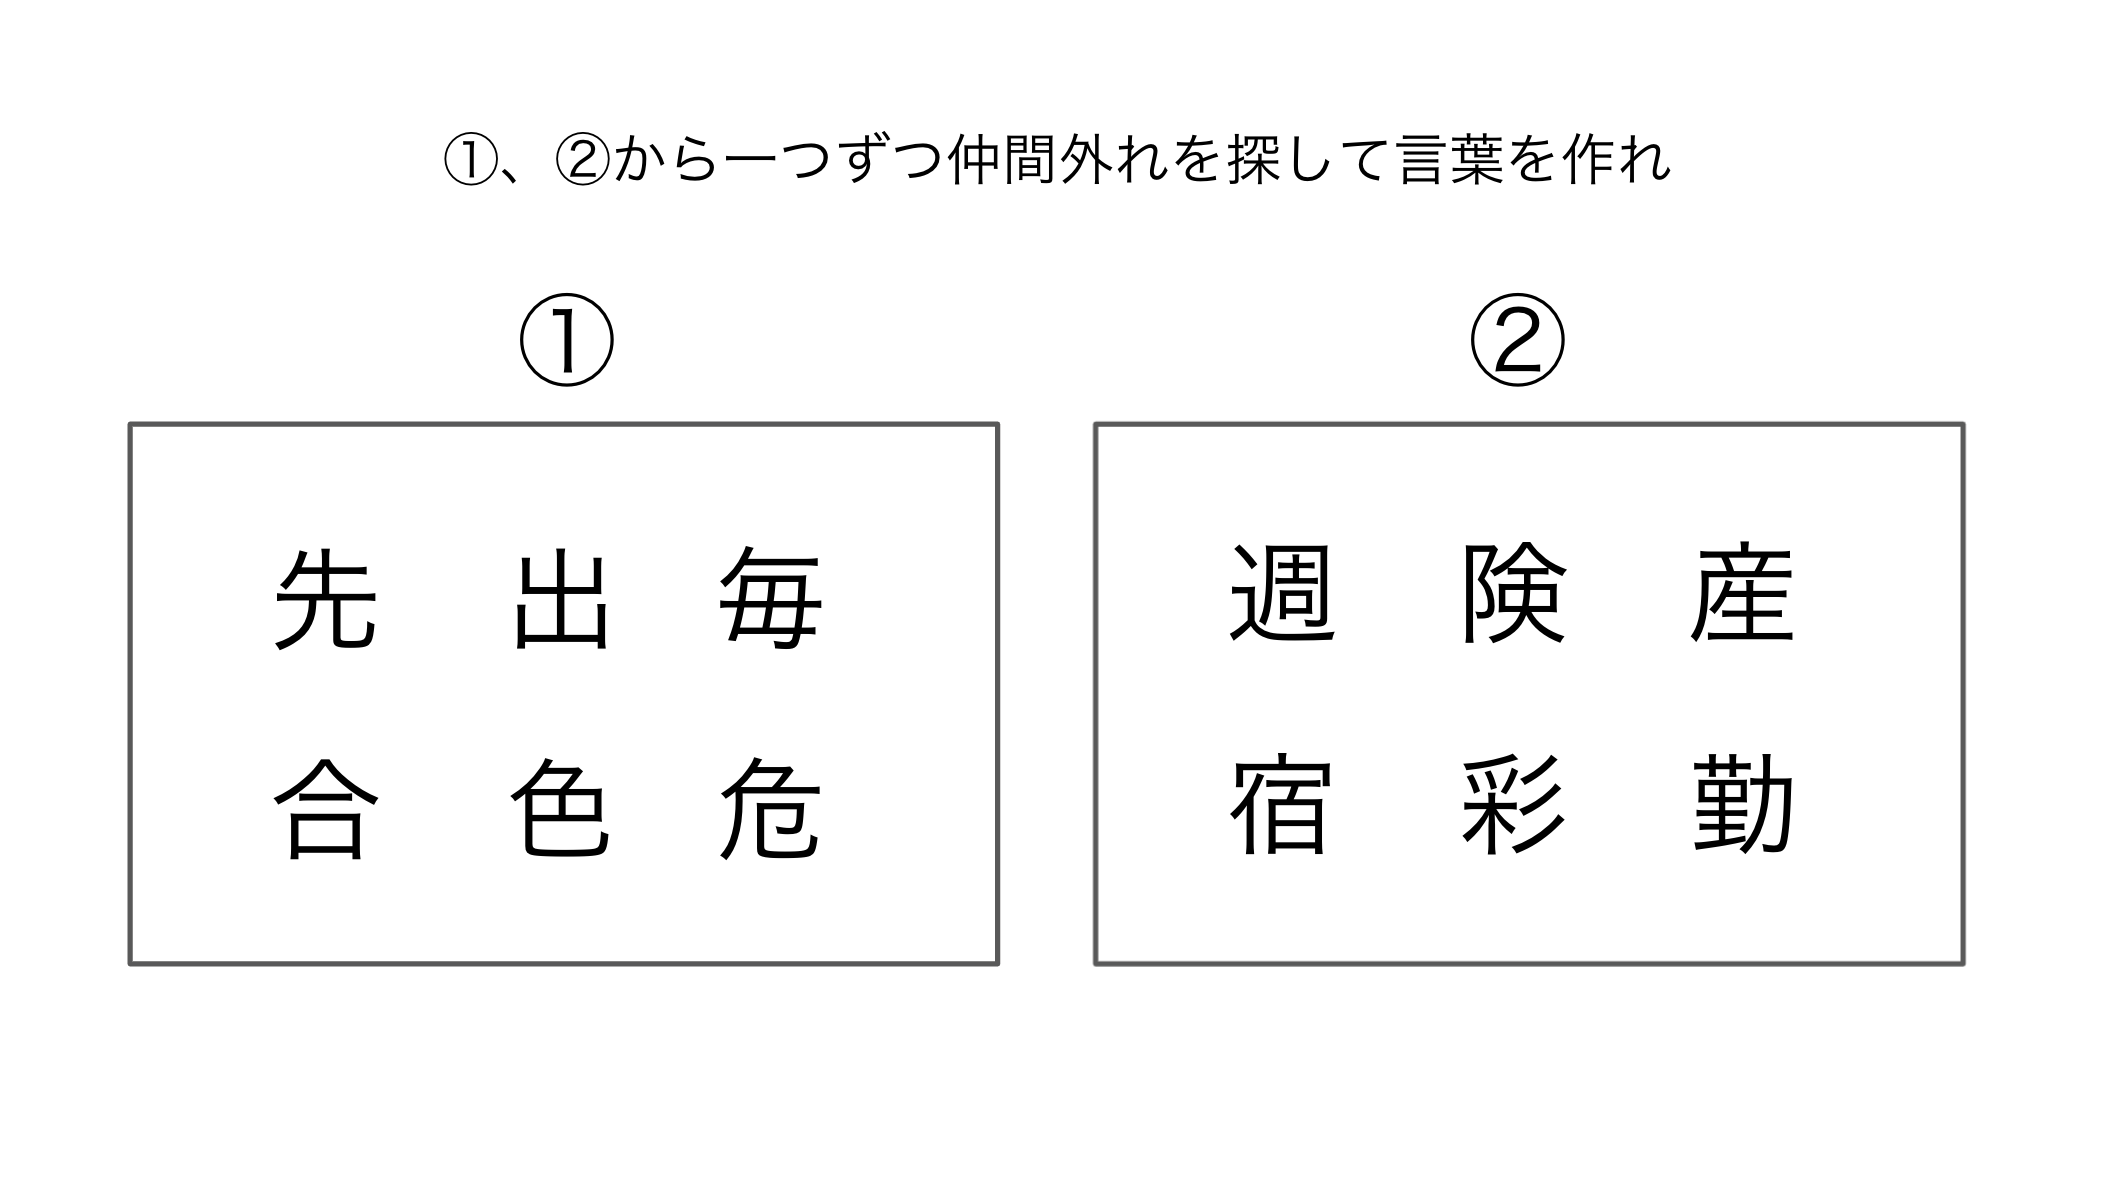 ①、②から一つずつ仲間外れを探して言葉を作れ
① ②
先 出 毎 週 険 産
合 色 危 宿 彩 勤